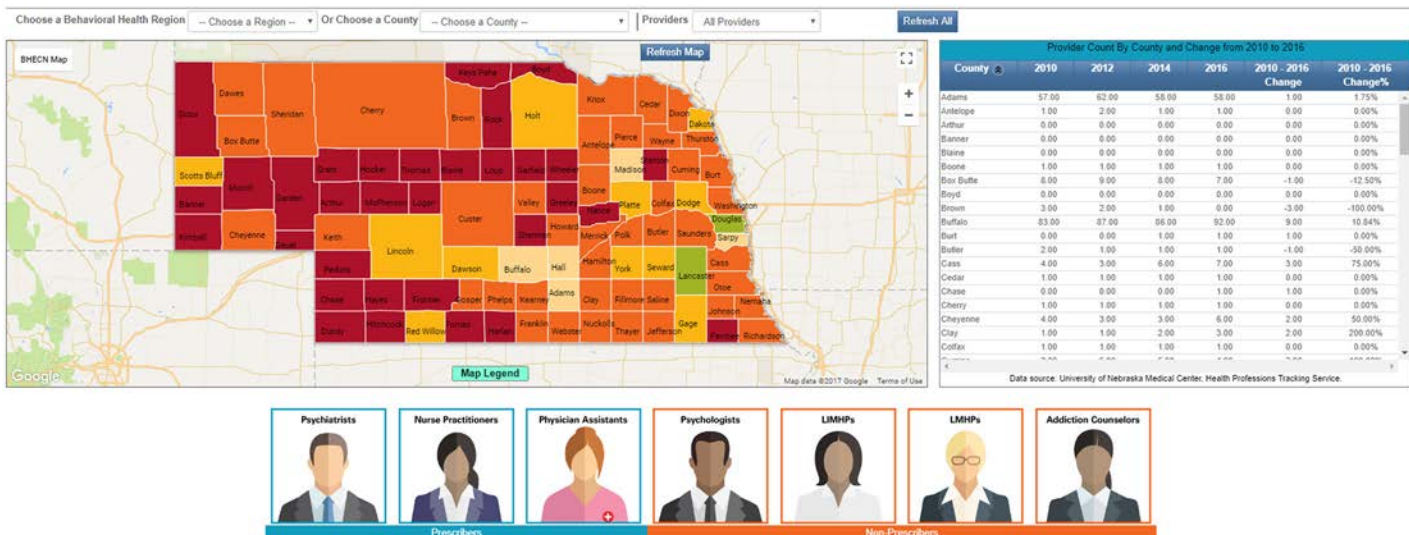 Choose a Behavioral Health Region -- Choose a Region -- Or Choose a County -- Choose a County -- Providers All Providers Refresh All
BHECN Map
Refresh Map
Keya Paha Boyd
Dawes Sheridan Cherry Brown Rock Holt Knox Cedar Dixon Dakota
Sioux Box Butte Antelope Pierce Wayne Thurston
Scotts Bluff Morrill Grant Hooker Thomas Blaine Loup Garfield Wheeler Madison Stanton Cuming Burt
Banner Garden Arthur McPherson Logan Custer Valley Greeley Boone Nance Platte Colfax Dodge Washington
Kimball Cheyenne Deuel Keith Lincoln Sherman Howard Merrick Polk Butler Saunders Douglas Sarpy
Perkins Dawson Buffalo Hall Hamilton York Seward Lancaster Cass Otoe
Chase Hayes Frontier Gosper Phelps Kearney Adams Clay Fillmore Saline Gage Johnson Nemaha
Dundy Hitchcock Red Willow Furnas Harlan Franklin Webster Nuckolls Thayer Jefferson Pawnee Richardson
Google
Map Legend
Map data ©2017 Google Terms of Use
Provider Count By County and Change from 2010 to 2016
County 2010 2012 2014 2016 2010 - 2016 Change 2010 - 2016 Change%
Adams 57.00 62.00 58.00 58.00 1.00 1.75%
Antelope 1.00 2.00 1.00 1.00 0.00 0.00%
Arthur 0.00 0.00 0.00 0.00 0.00 0.00%
Banner 0.00 0.00 0.00 0.00 0.00 0.00%
Blaine 0.00 0.00 0.00 0.00 0.00 0.00%
Boone 1.00 1.00 1.00 1.00 0.00 0.00%
Box Butte 8.00 9.00 8.00 7.00 -1.00 -12.50%
Boyd 0.00 0.00 0.00 0.00 0.00 0.00%
Brown 3.00 2.00 1.00 0.00 -3.00 -100.00%
Buffalo 83.00 87.00 86.00 92.00 9.00 10.84%
Burt 0.00 0.00 1.00 1.00 1.00 0.00%
Butler 2.00 1.00 1.00 1.00 -1.00 -50.00%
Cass 4.00 3.00 6.00 7.00 3.00 75.00%
Cedar 1.00 1.00 1.00 1.00 0.00 0.00%
Chase 0.00 0.00 0.00 0.00 0.00 0.00%
Cherry 1.00 1.00 1.00 1.00 0.00 0.00%
Cheyenne 4.00 3.00 3.00 6.00 2.00 50.00%
Clay 1.00 1.00 2.00 3.00 2.00 200.00%
Colfax 1.00 1.00 1.00 1.00 0.00 0.00%
Data source: University of Nebraska Medical Center, Health Professions Tracking Service.
Psychiatrists Nurse Practitioners Physician Assistants Psychologists LIMHPs LMHPs Addiction Counselors
Prescribers Non-Prescribers